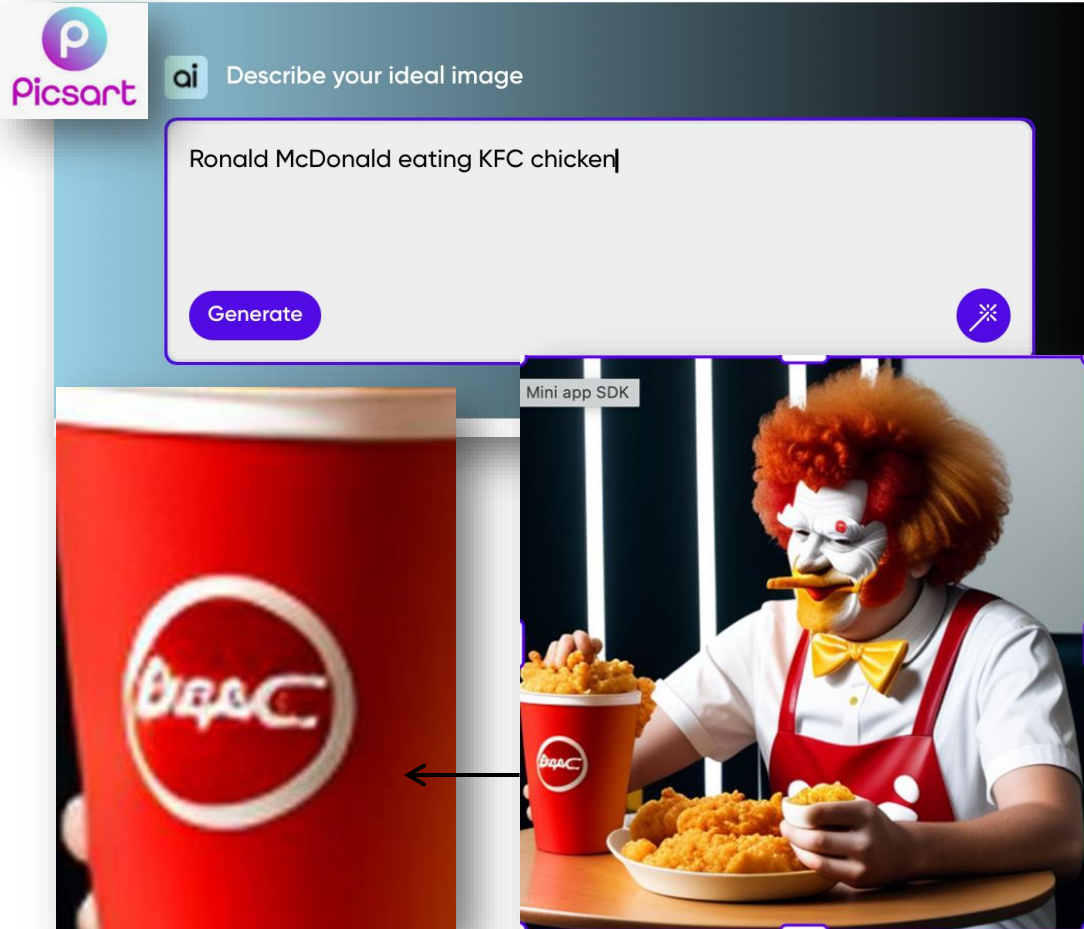 Picsart
ai Describe your ideal image
Ronald McDonald eating KFC chicken
Generate
Mini app SDK